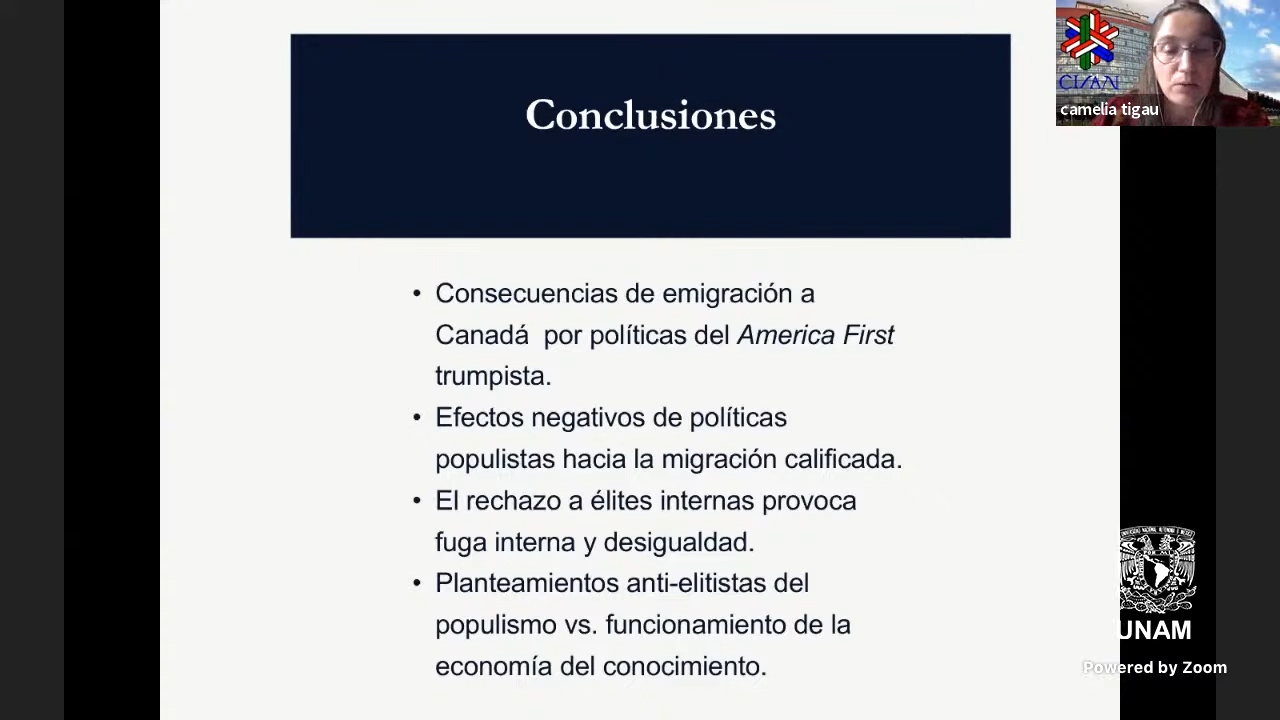 Conclusiones
CISAN
camelia tigau
• Consecuencias de emigración a
Canadá por políticas del America First
trumpista.
• Efectos negativos de políticas
populistas hacia la migración calificada.
• El rechazo a élites internas provoca
fuga interna y desigualdad.
• Planteamientos anti-elitistas del
populismo vs. funcionamiento de la
economía del conocimiento.
UNAM
Powered by Zoom